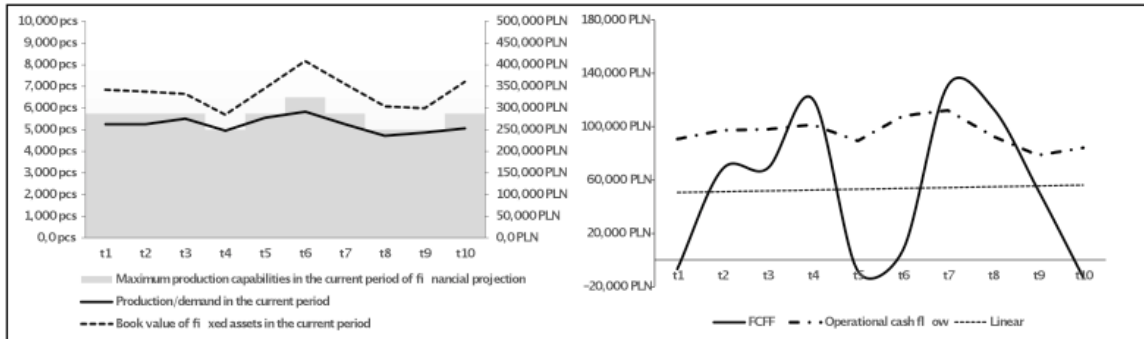 10,000 pcs
9,000 pcs
8,000 pcs
7,000 pcs
6,000 pcs
5,000 pcs
4,000 pcs
3,000 pcs
2,000 pcs
1,000 pcs
0,0 pcs
500,000 PLN
450,000 PLN
400,000 PLN
350,000 PLN
300,000 PLN
250,000 PLN
200,000 PLN
150,000 PLN
100,000 PLN
50,000 PLN
0,0 PLN
t1 t2 t3 t4 t5 t6 t7 t8 t9 t10
Maximum production capabilities in the current period of fi nancial projection
Production/demand in the current period
Book value of fi xed assets in the current period
180,000 PLN
140,000 PLN
100,000 PLN
60,000 PLN
20,000 PLN
−20,000 PLN
t1 t2 t3 t4 t5 t6 t7 t8 t9 t10
FCFF Operational cash fl ow Linear